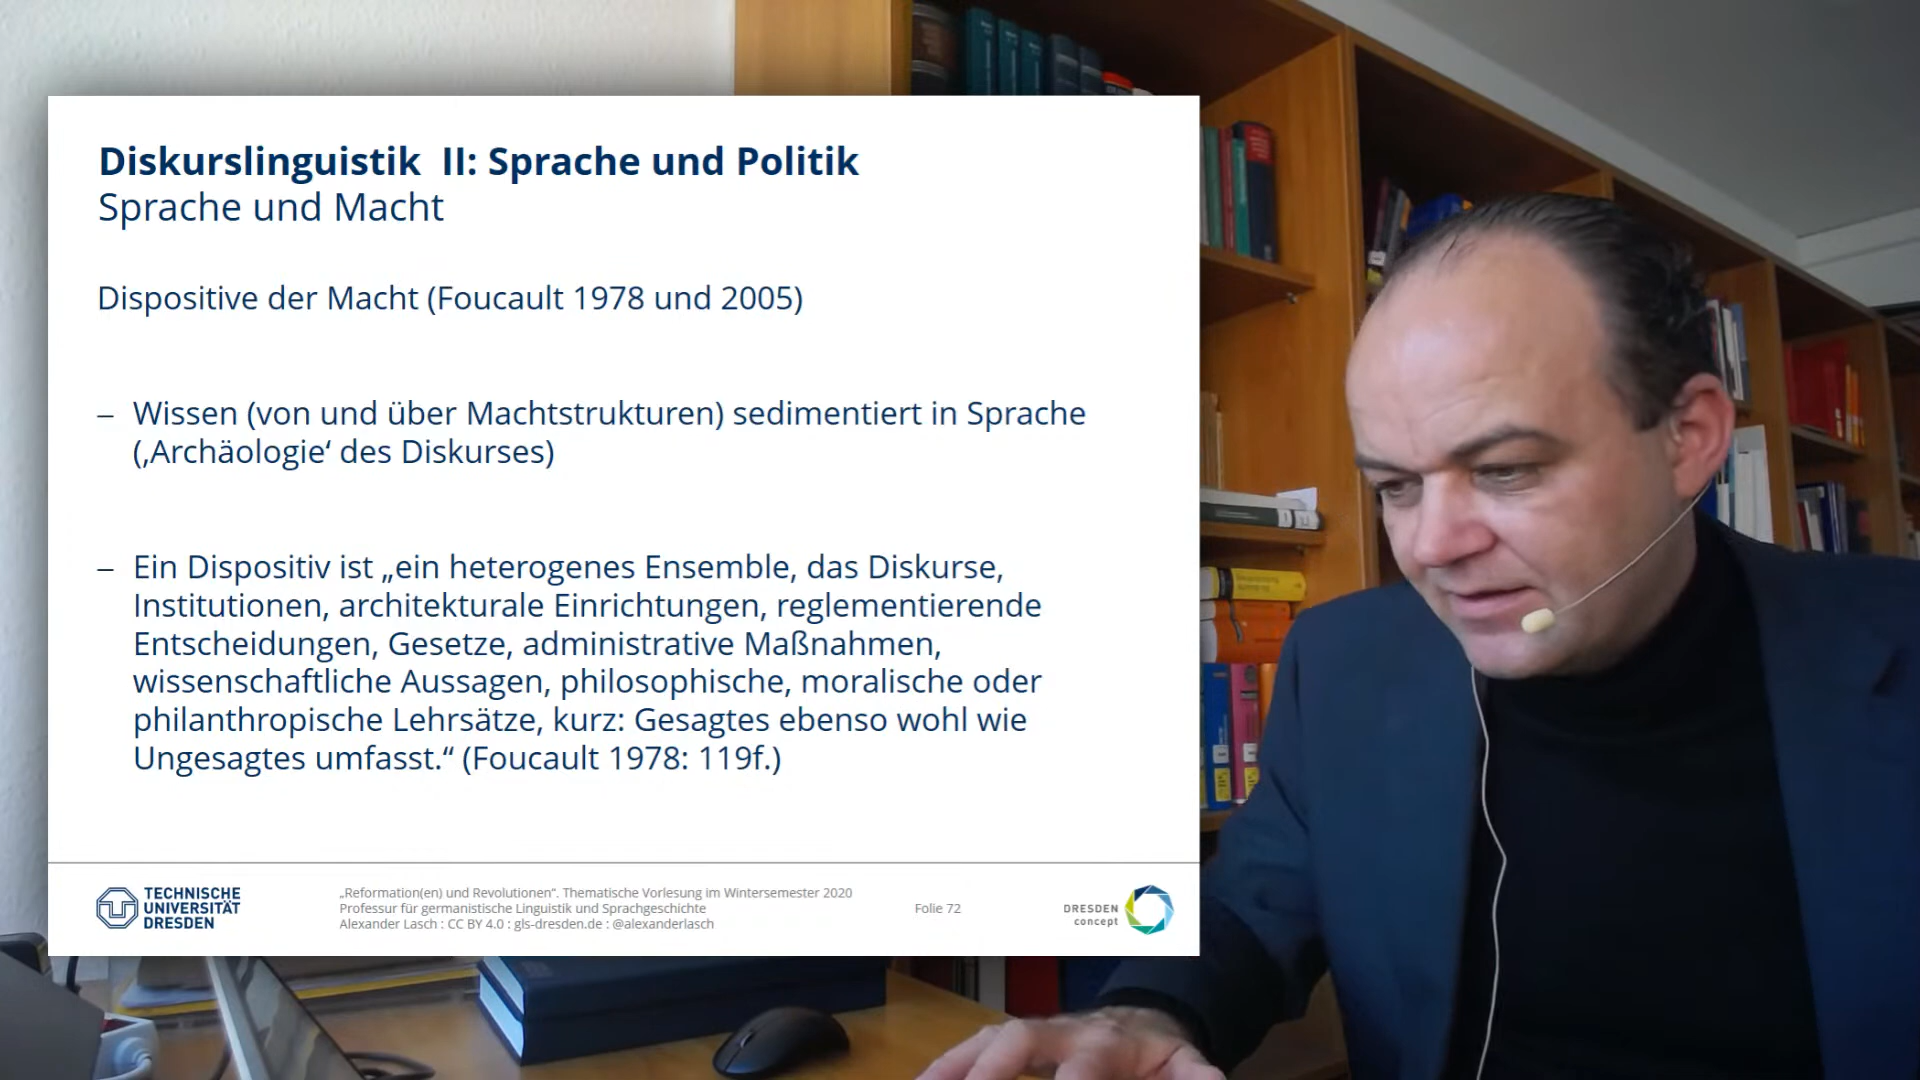 Diskurslinguistik II: Sprache und Politik
Sprache und Macht
Dispositive der Macht (Foucault 1978 und 2005)
– Wissen (von und über Machtstrukturen) sedimentiert in Sprache
(‚Archäologie‘ des Diskurses)
– Ein Dispositiv ist „ein heterogenes Ensemble, das Diskurse,
Institutionen, architekturale Einrichtungen, reglementierende
Entscheidungen, Gesetze, administrative Maßnahmen,
wissenschaftliche Aussagen, philosophische, moralische oder
philanthropische Lehrsätze, kurz: Gesagtes ebenso wohl wie
Ungesagtes umfasst.“ (Foucault 1978: 119f.)
TECHNISCHE
UNIVERSITÄT
DRESDEN
„Reformation(en) und Revolutionen“. Thematische Vorlesung im Wintersemester 2020
Professur für germanistische Linguistik und Sprachgeschichte
Alexander Lasch : CC BY 4.0 : gls-dresden.de : @alexanderlasch
Folie 72
DRESDEN
concept